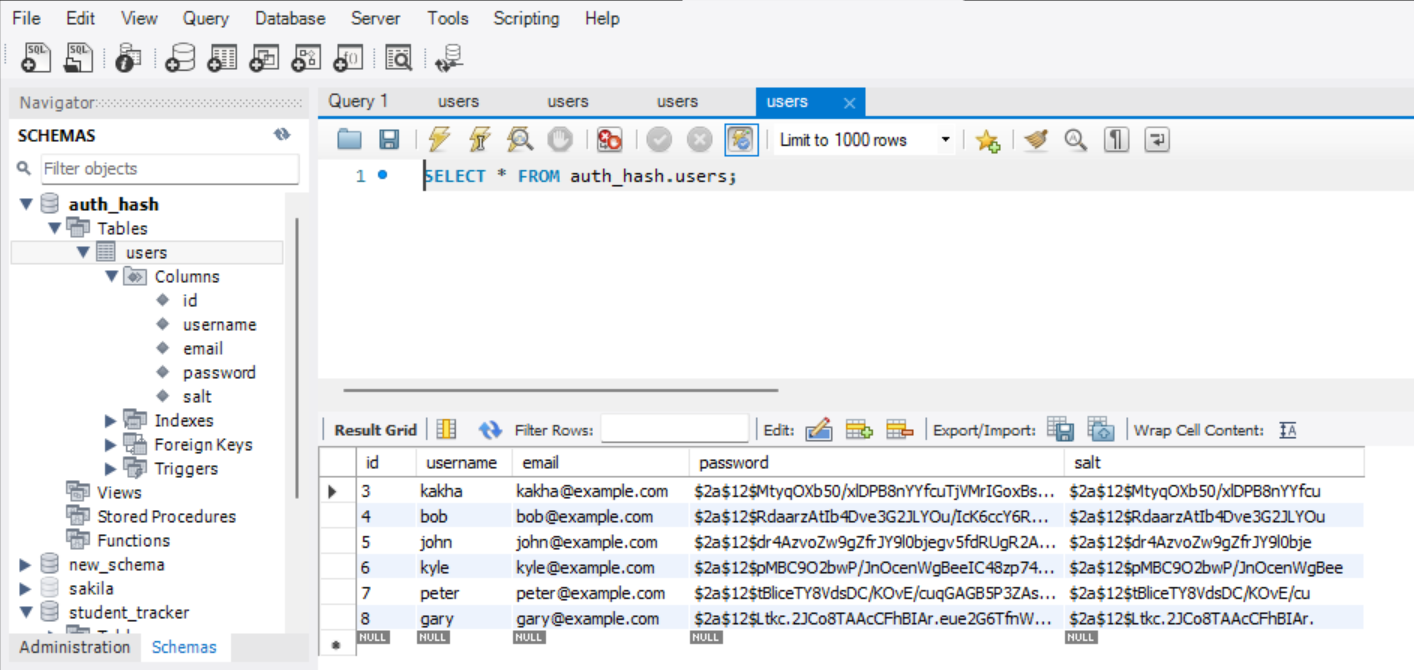 File Edit View Query Database Server Tools Scripting Help
Navigator
SCHEMAS
Filter objects
auth_hash
Tables
users
Columns
id
username
email
password
salt
Indexes
Foreign Keys
Triggers
Views
Stored Procedures
Functions
new_schema
sakila
student_tracker
Administration Schemas
Query 1 users users users users
Limit to 1000 rows
1 SELECT * FROM auth_hash.users;
Result Grid Filter Rows: Edit: Export/Import: Wrap Cell Content:
id username email password salt
3 kakha kakha@example.com $2a$12$MtyqOXb50/xlDPB8nYYfcuTjVMrIGoxBs... $2a$12$MtyqOXb50/xlDPB8nYYfcu
4 bob bob@example.com $2a$12$RdaarzAtIb4Dve3G2JLYOu/IcK6ccY6R... $2a$12$RdaarzAtIb4Dve3G2JLYOu
5 john john@example.com $2a$12$dr4AzvoZw9gZfrJY9l0bjegv5fdRUgR2A... $2a$12$dr4AzvoZw9gZfrJY9l0bje
6 kyle kyle@example.com $2a$12$pMBC9O2bwP/JnOcenWgBeeIC48zp74... $2a$12$pMBC9O2bwP/JnOcenWgBee
7 peter peter@example.com $2a$12$tBliceTY8VdsDC/KOvE/cuqGAGB5P3ZAs... $2a$12$tBliceTY8VdsDC/KOvE/cu
8 gary gary@example.com $2a$12$Ltkc.2JCo8TAAcCFhBIAr.eue2G6TfnW... $2a$12$Ltkc.2JCo8TAAcCFhBIAr.
NULL NULL NULL NULL NULL